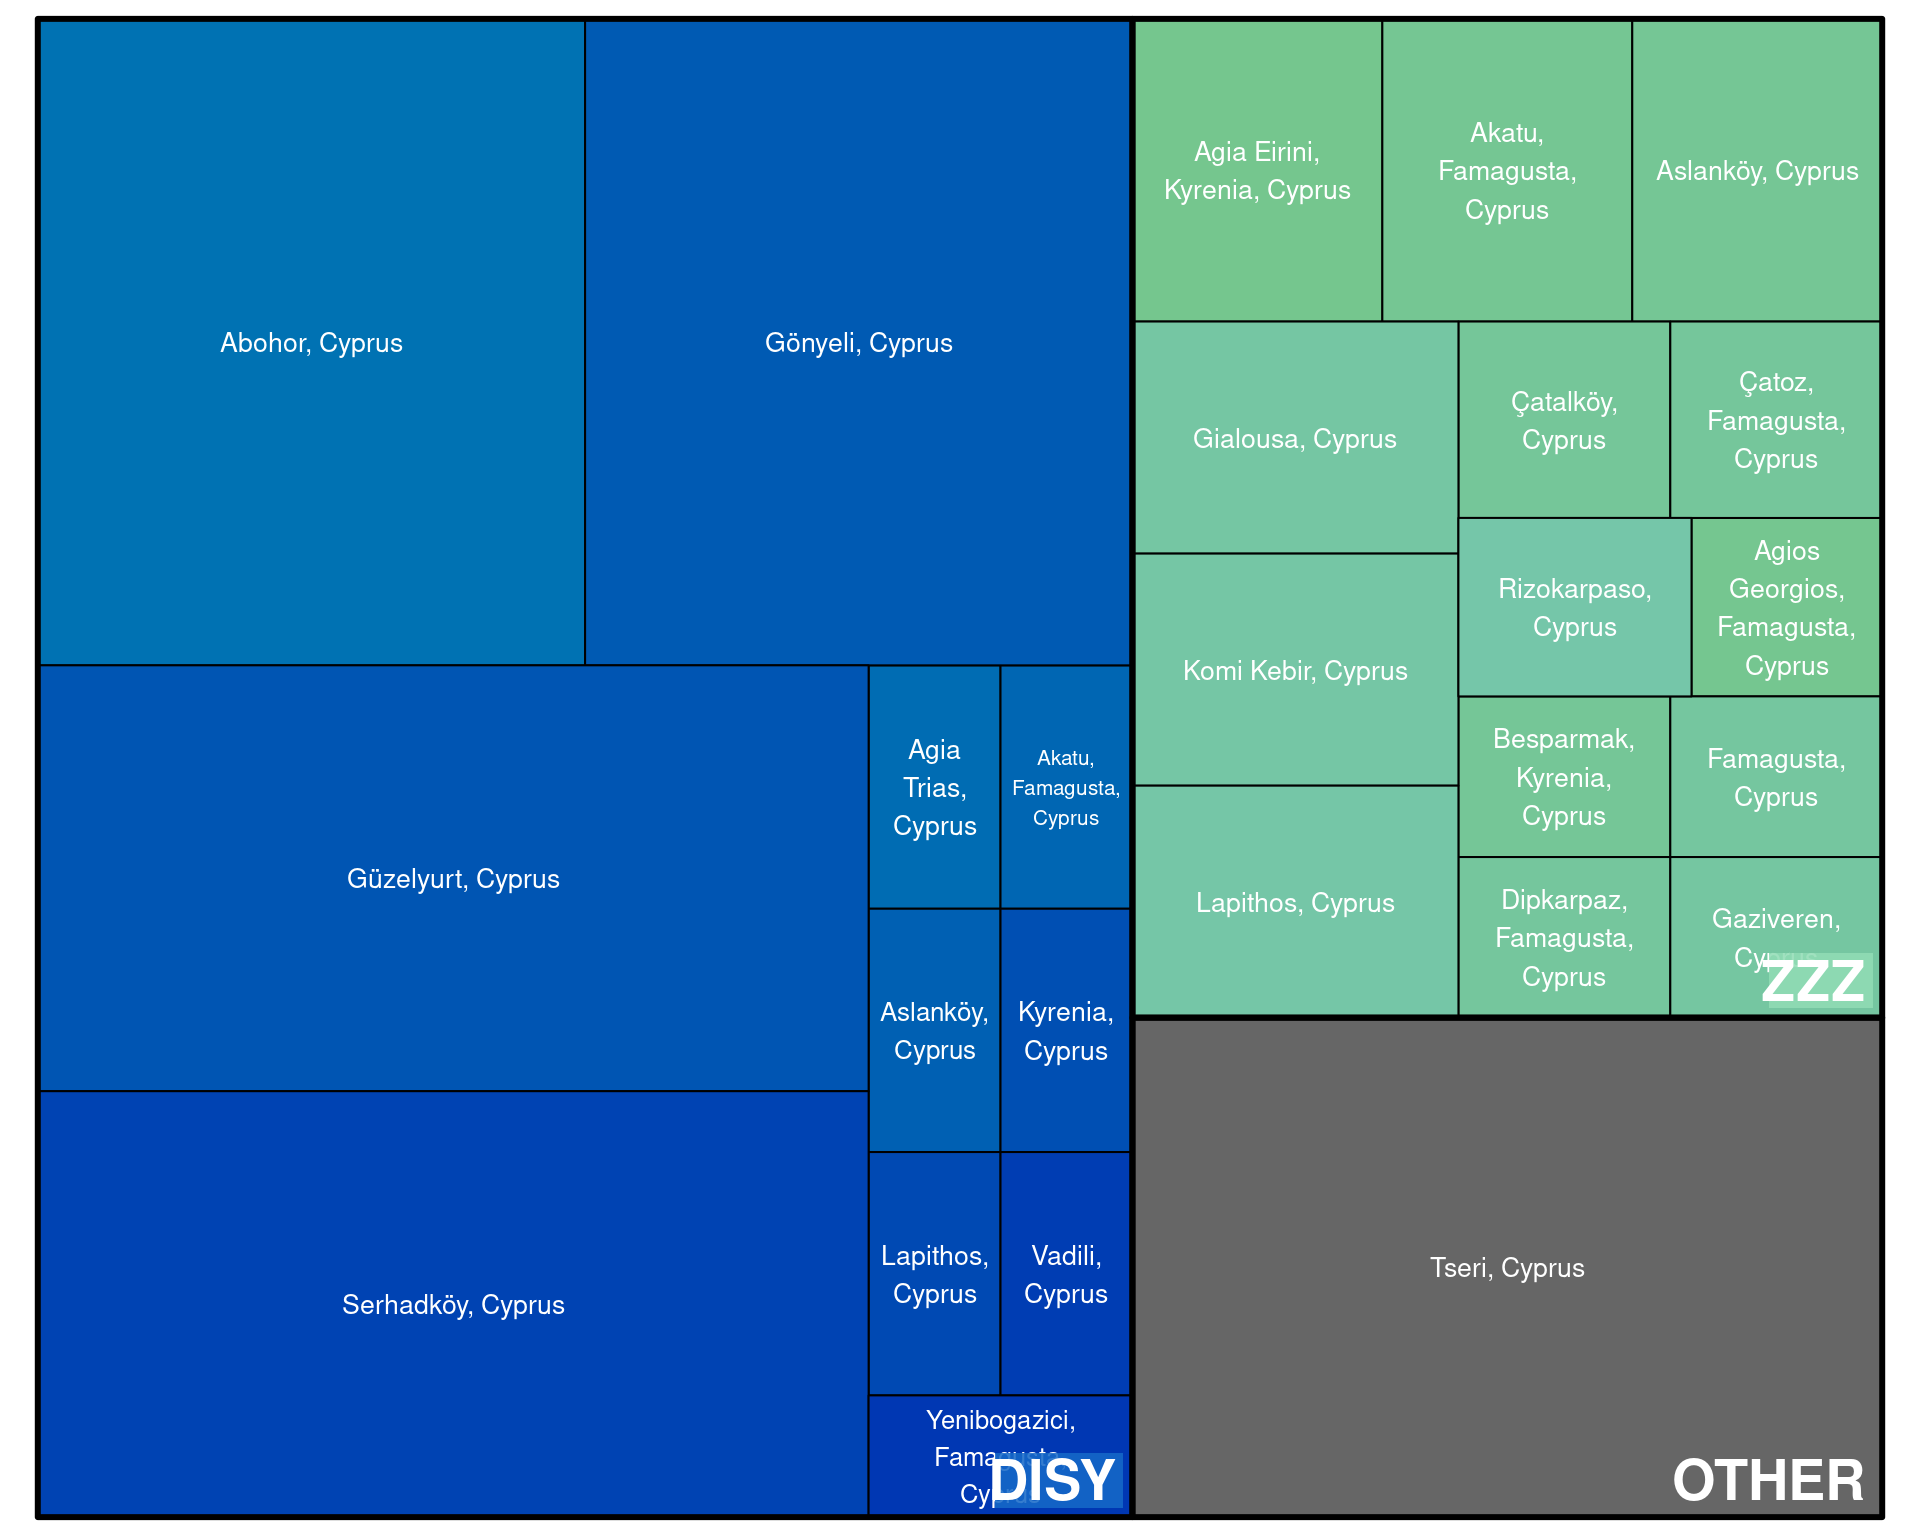 Abohor, Cyprus
Gönyeli, Cyprus
Güzelyurt, Cyprus
Serhadköy, Cyprus
Agia
Trias,
Cyprus
Akatu,
Famagusta,
Cyprus
Aslanköy,
Cyprus
Kyrenia,
Cyprus
Lapithos,
Cyprus
Vadili,
Cyprus
Yenibogazici,
Famagusta,
Cyprus
DISY
Agia Eirini,
Kyrenia, Cyprus
Akatu,
Famagusta,
Cyprus
Aslanköy, Cyprus
Gialousa, Cyprus
Komi Kebir, Cyprus
Lapithos, Cyprus
Çatalköy,
Cyprus
Çatoz,
Famagusta,
Cyprus
Rizokarpaso,
Cyprus
Agios
Georgios,
Famagusta,
Cyprus
Besparmak,
Kyrenia,
Cyprus
Famagusta,
Cyprus
Dipkarpaz,
Famagusta,
Cyprus
Gaziveren,
Cyprus
ZZZ
Tseri, Cyprus
OTHER